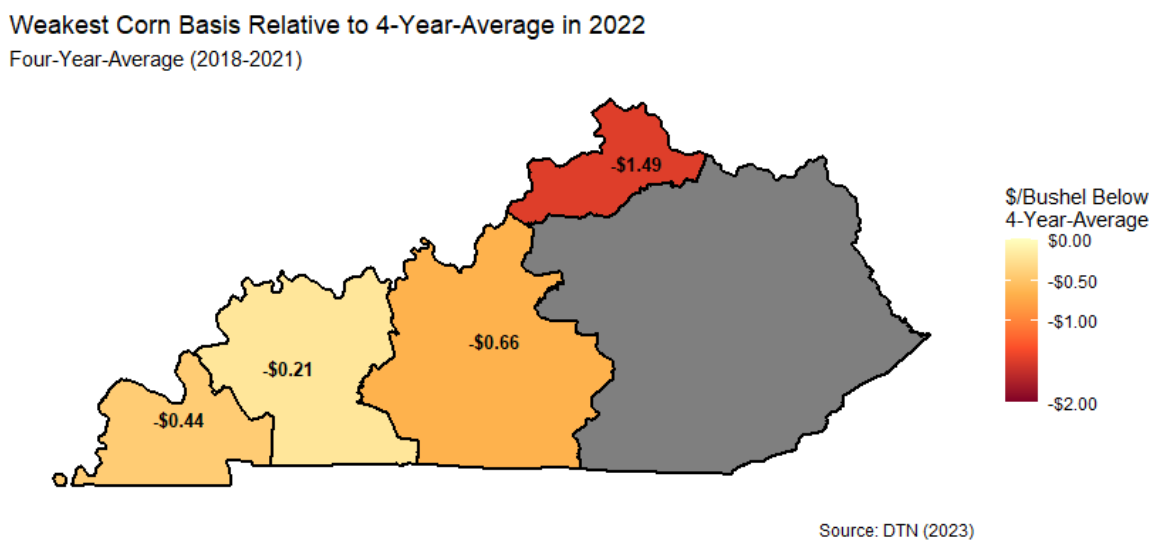 Weakest Corn Basis Relative to 4-Year-Average in 2022
Four-Year-Average (2018-2021)
-$1.49
$/Bushel Below
4-Year-Average
$0.00
-$0.50
-$1.00
-$2.00
-$0.66
-$0.21
-$0.44
Source: DTN (2023)